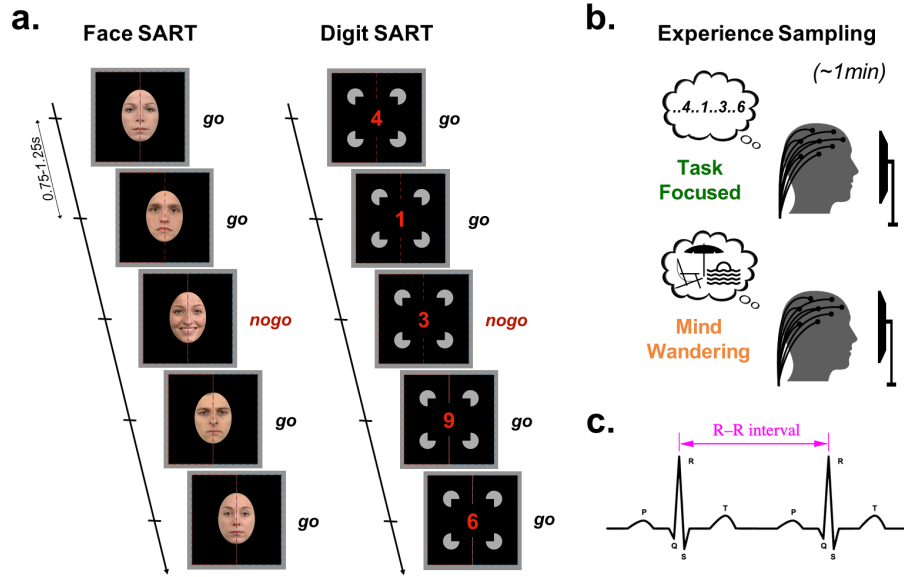 a.
Face SART
Digit SART
0.75-1.25s
go
4
go
go
1
go
nogo
3
nogo
go
9
go
go
6
go
b.
Experience Sampling
(~1min)
..4..1..3..6
Task
Focused
Mind
Wandering
c.
R–R interval
R
R
P
T
P
T
Q
Q
S
S